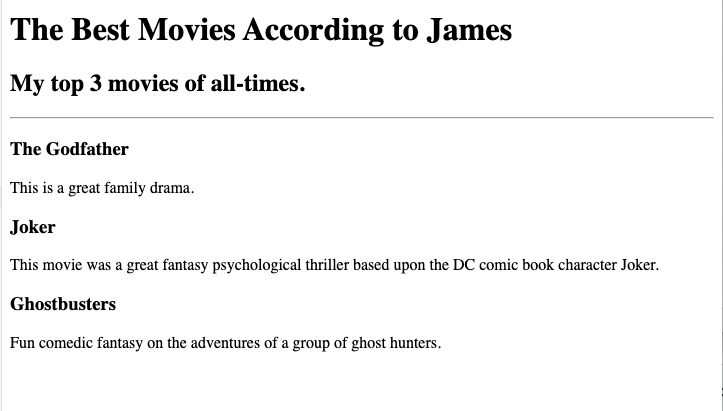 The Best Movies According to James
My top 3 movies of all-times.
The Godfather
This is a great family drama.
Joker
This movie was a great fantasy psychological thriller based upon the DC comic book character Joker.
Ghostbusters
Fun comedic fantasy on the adventures of a group of ghost hunters.